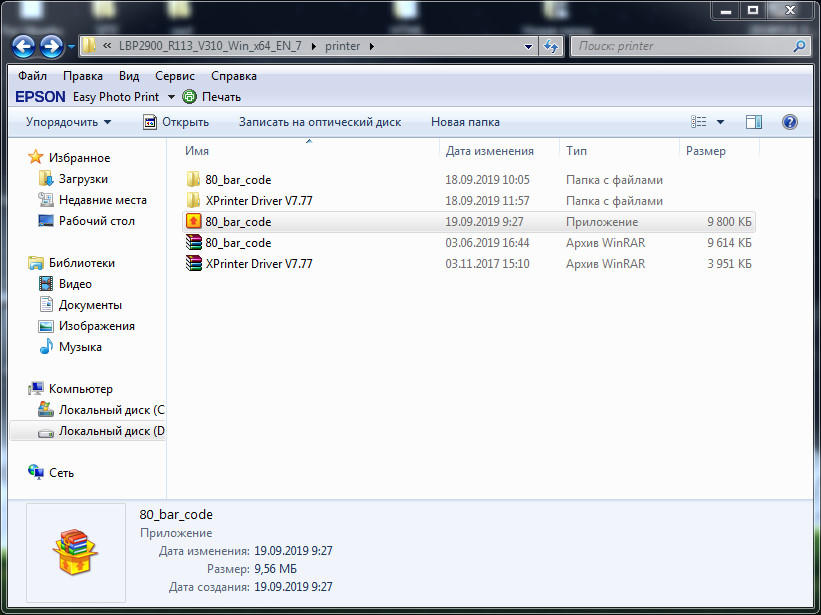 « LBP2900_R113_V310_Win_x64_EN_7 ▸ printer ▸ Поиск: printer
Файл Правка Вид Сервис Справка
EPSON Easy Photo Print Печать
Упорядочить Открыть Записать на оптический диск Новая папка
Имя Дата изменения Тип Размер
80_bar_code 18.09.2019 10:05 Папка с файлами
XPrinter Driver V7.77 18.09.2019 11:57 Папка с файлами
80_bar_code 19.09.2019 9:27 Приложение 9 800 КБ
80_bar_code 03.06.2019 16:44 Архив WinRAR 9 614 КБ
XPrinter Driver V7.77 03.11.2017 15:10 Архив WinRAR 3 951 КБ
Избранное
Загрузки
Недавние места
Рабочий стол
Библиотеки
Видео
Документы
Изображения
Музыка
Компьютер
Локальный диск (C
Локальный диск (D
Сеть
80_bar_code
Приложение
Дата изменения: 19.09.2019 9:27
Размер: 9,56 МБ
Дата создания: 19.09.2019 9:27